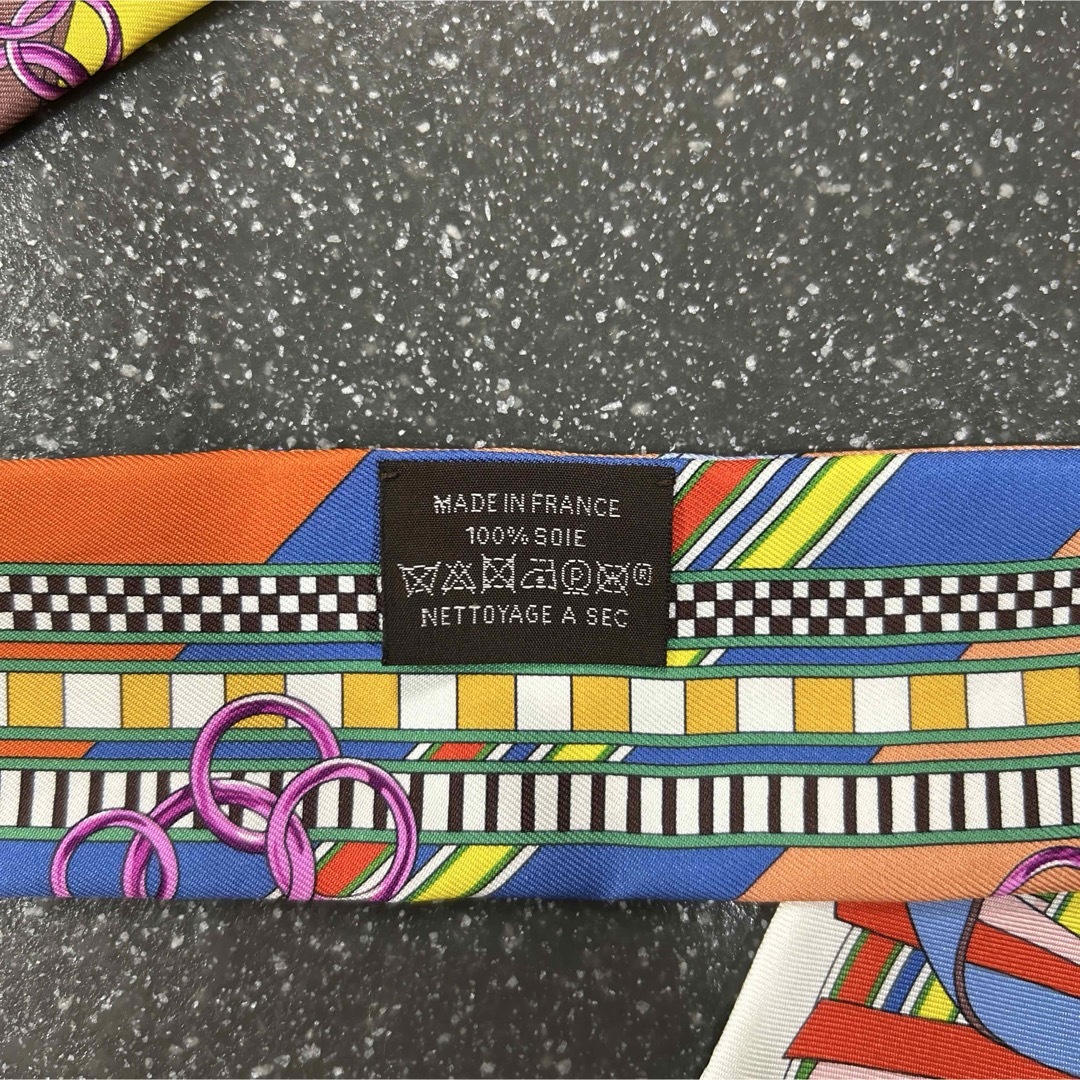 MADE IN FRANCE
100% SOIE
P ®
NETTOYAGE A SEC